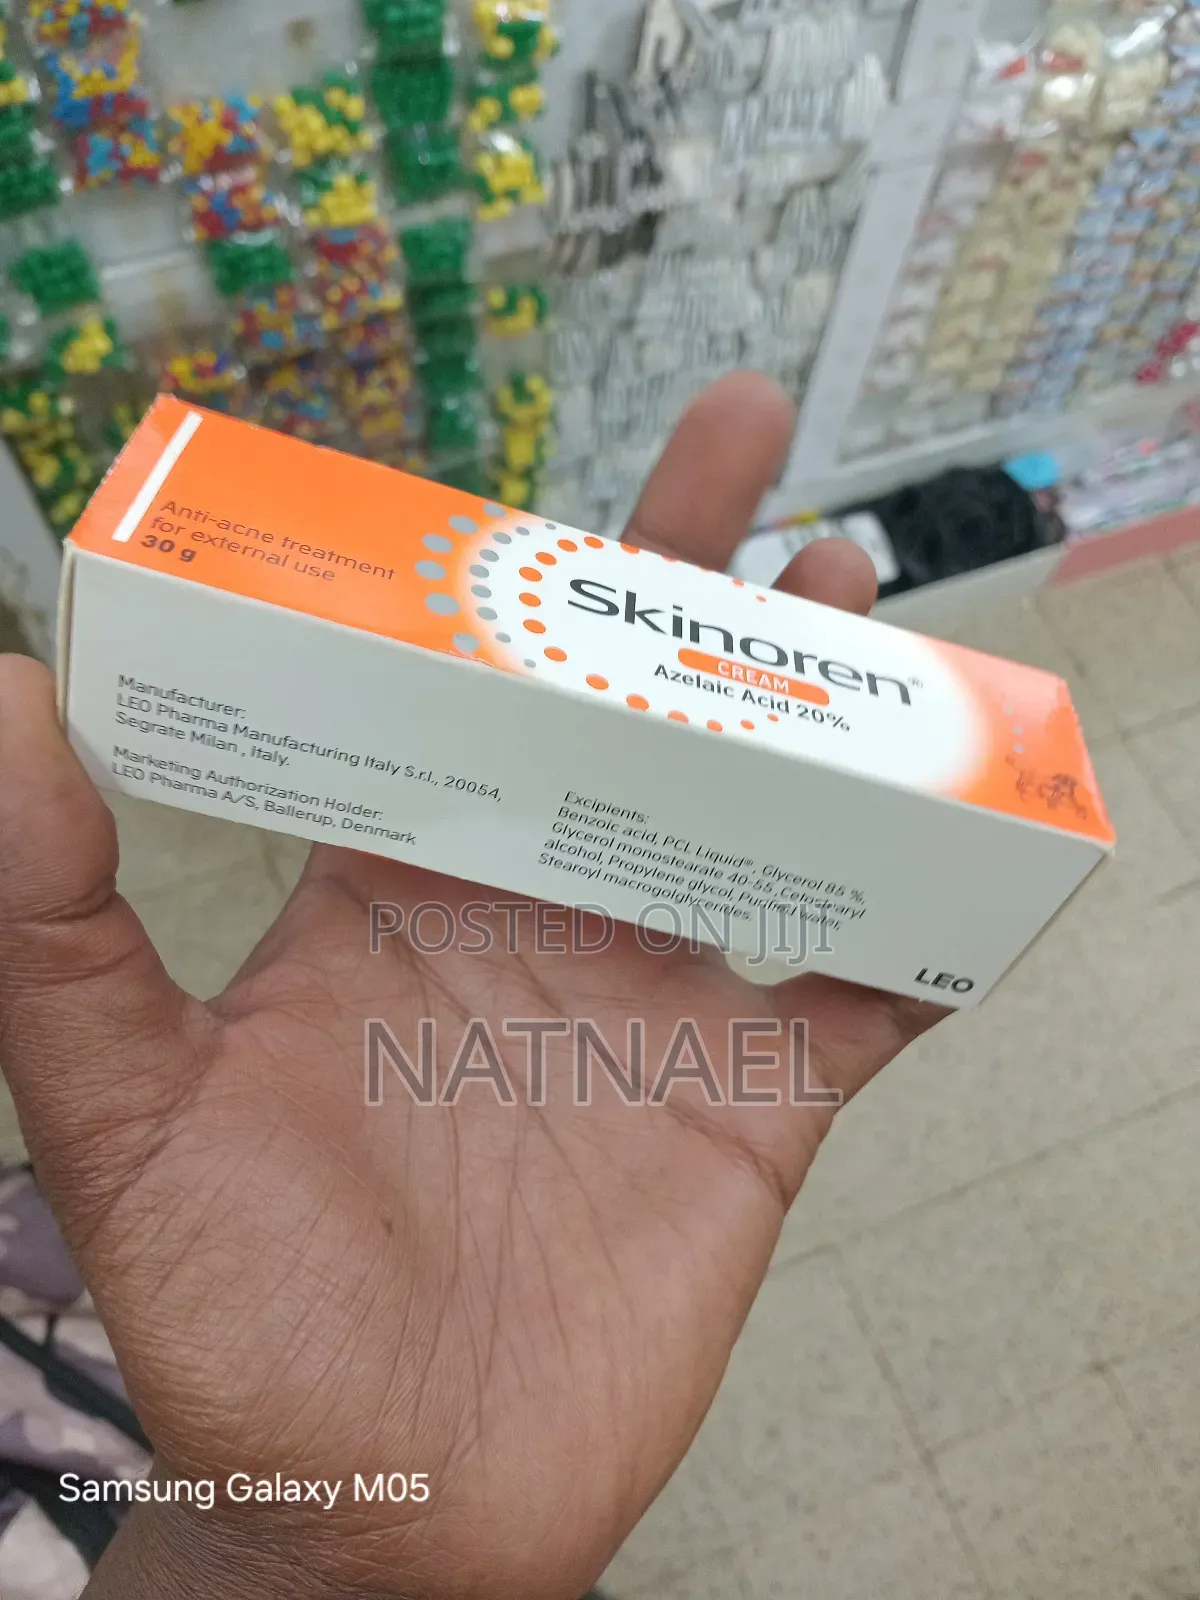 Anti-acne treatment
for external use
30 g
Skinoren®
CREAM
Azelaic Acid 20%
Manufacturer:
LEO Pharma Manufacturing Italy S.r.l., 20054,
Segrate Milan , Italy.
Marketing Authorization Holder:
LEO Pharma A/S, Ballerup, Denmark
Excipients:
Benzoic acid, PCL Liquid®, Glycerol 85 %,
Glycerol monostearate 40-55, Cetostearyl
alcohol, Propylene glycol, Purified water,
Stearoyl macrogolglycerides.
LEO
POSTED ON JIJI
NATNAEL
Samsung Galaxy M05